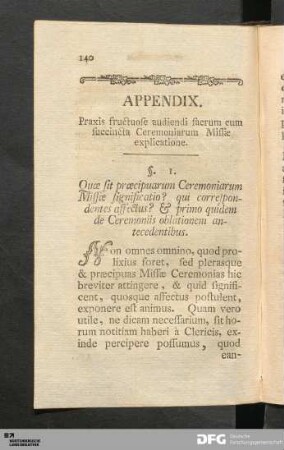 140
APPENDIX.
Praxis fructuose audiendi sacrum cum
succincta Ceremoniarum Missæ
explicatione.
§. 1.
Quæ sit præcipuarum Ceremoniarum
Missæ significatio? qui correspon-
dentes affectus? & primo quidem
de Ceremoniis oblationem an-
tecedentibus.
Non omnes omnino, quod pro-
lixius foret, sed plerasque
& præcipuas Missæ Ceremonias hic
breviter attingere, & quid signifi-
cent, quosque affectus postulent,
exponere est animus. Quam vero
utile, ne dicam necessarium, sit ho-
rum notitiam haberi à Clericis, ex-
inde percipere possumus, quod
ean-
DFG Deutsche
Forschungsgemeinschaft